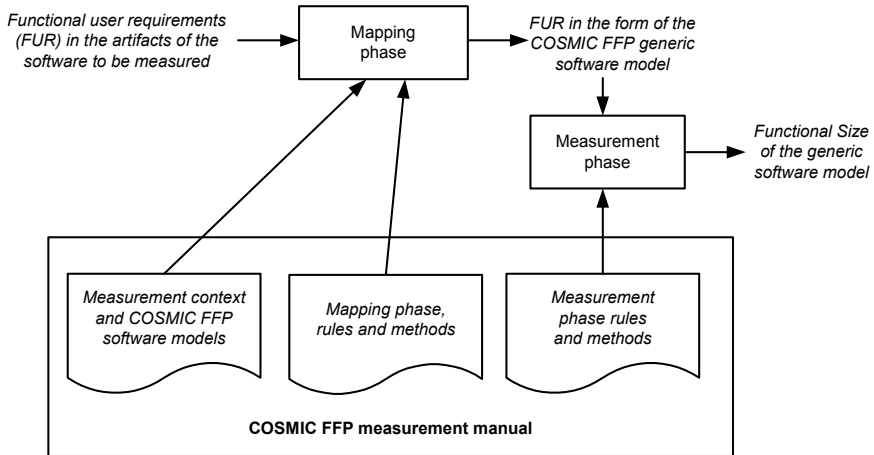 Functional user requirements
(FUR) in the artifacts of the
software to be measured
Mapping
phase
FUR in the form of the
COSMIC FFP generic
software model
Measurement
phase
Functional Size
of the generic
software model
Measurement context
and COSMIC FFP
software models
Mapping phase,
rules and methods
Measurement
phase rules
and methods
COSMIC FFP measurement manual